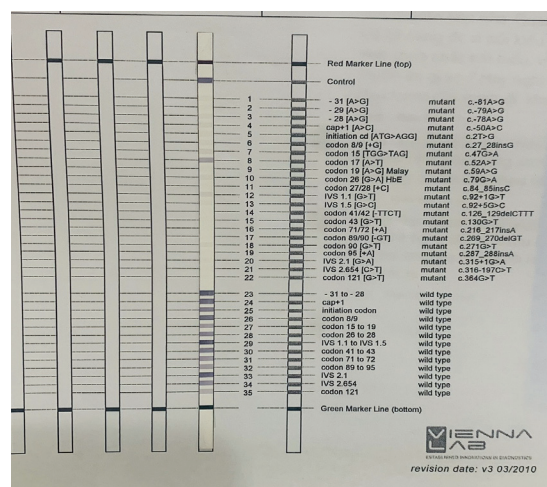 Red Marker Line (top)
Control
1 - 31 [A>G] mutant c.-81A>G
2 - 29 [A>G] mutant c.-79A>G
3 - 28 [A>G] mutant c.-78A>G
4 cap+1 [A>C] mutant c.-50A>C
5 initiation cd [ATG>AGG] mutant c.2T>G
6 codon 8/9 [+G] mutant c.27_28insG
7 codon 15 [TGG>TAG] mutant c.47G>A
8 codon 17 [A>T] mutant c.52A>T
9 codon 19 [A>G] Malay mutant c.59A>G
10 codon 26 [G>A] HbE mutant c.79G>A
11 codon 27/28 [+C] mutant c.84_85insC
12 IVS 1.1 [G>T] mutant c.92+1G>T
13 IVS 1.5 [G>C] mutant c.92+5G>C
14 codon 41/42 [-TTCT] mutant c.126_129delCTTT
15 codon 43 [G>T] mutant c.130G>T
16 codon 71/72 [+A] mutant c.216_217insA
17 codon 89/90 [-GT] mutant c.269_270delGT
18 codon 90 [G>T] mutant c.271G>T
19 codon 95 [+A] mutant c.287_288insA
20 IVS 2.1 [G>A] mutant c.315+1G>A
21 IVS 2.654 [C>T] mutant c.316-197C>T
22 codon 121 [G>T] mutant c.364G>T
23 - 31 to - 28 wild type
24 cap+1 wild type
25 initiation codon wild type
26 codon 8/9 wild type
27 codon 15 to 19 wild type
28 codon 26 to 28 wild type
29 IVS 1.1 to IVS 1.5 wild type
30 codon 41 to 43 wild type
31 codon 71 to 72 wild type
32 codon 89 to 95 wild type
33 IVS 2.1 wild type
34 IVS 2.654 wild type
35 codon 121 wild type
Green Marker Line (bottom)
VIENNA
LAB
revision date: v3 03/2010